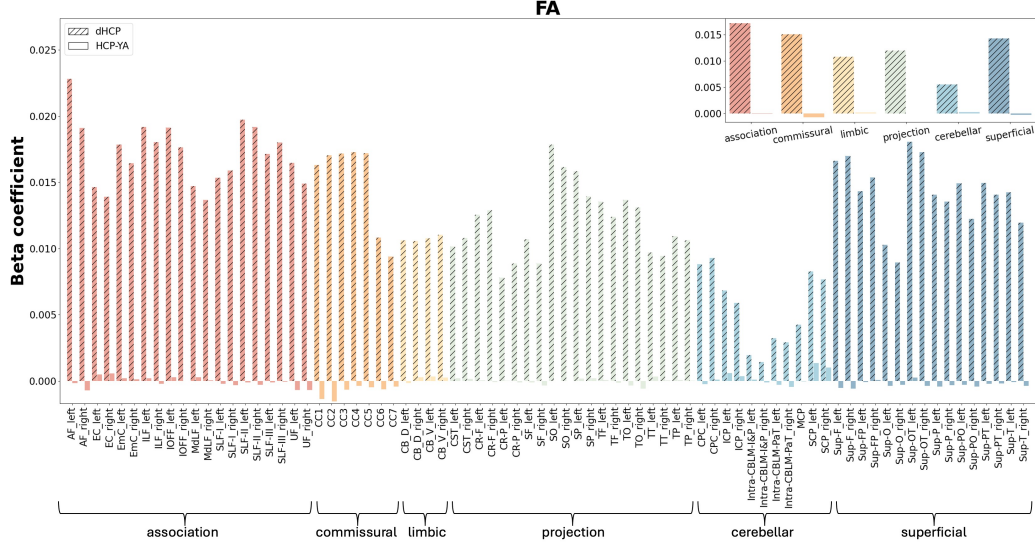 FA
dHCP
HCP-YA
Beta coefficient
0.025
0.020
0.015
0.010
0.005
0.000
0.015
0.010
0.005
0.000
association
commissural
limbic
projection
cerebellar
superficial
AF_left
AF_right
EC_left
EC_right
EmC_left
EmC_right
ILF_left
ILF_right
IOFF_left
IOFF_right
MdLF_left
MdLF_right
SLF-I_left
SLF-I_right
SLF-II_left
SLF-II_right
SLF-III_left
SLF-III_right
UF_left
UF_right
CC1
CC2
CC3
CC4
CC5
CC6
CC7
CB_D_left
CB_D_right
CB_V_left
CB_V_right
CST_left
CST_right
CR-F_left
CR-F_right
CR-P_left
CR-P_right
SF_left
SF_right
SO_left
SO_right
SP_left
SP_right
TF_left
TF_right
TO_left
TO_right
TT_left
TT_right
TP_left
TP_right
CPC_left
CPC_right
ICP_left
ICP_right
Intra-CBLM-I&P_left
Intra-CBLM-I&P_right
Intra-CBLM-PaT_left
Intra-CBLM-PaT_right
MCP
SCP_left
SCP_right
Sup-F_left
Sup-F_right
Sup-FP_left
Sup-FP_right
Sup-O_left
Sup-O_right
Sup-OT_left
Sup-OT_right
Sup-P_left
Sup-P_right
Sup-PO_left
Sup-PO_right
Sup-PT_left
Sup-PT_right
Sup-T_left
Sup-T_right
association
commissural
limbic
projection
cerebellar
superficial